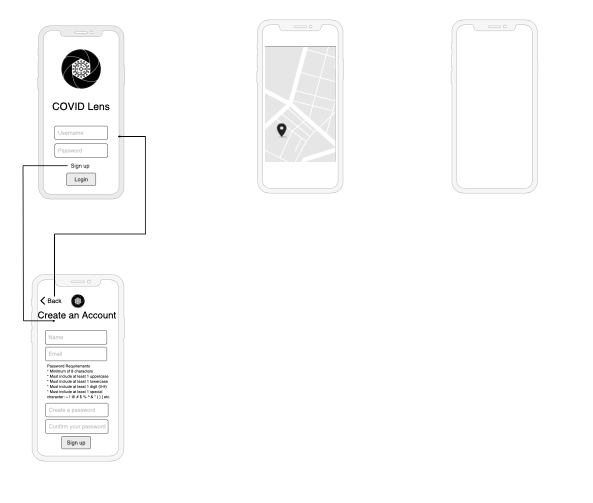 COVID Lens
Username
Password
Sign up
Login
Back
Create an Account
Name
Email
Password Requirements
* Minimum of 8 characters
* Must include at least 1 uppercase
* Must include at least 1 lowercase
* Must include at least 1 digit (0-9)
* Must include at least 1 special
Create a password
Confirm your password
Sign up